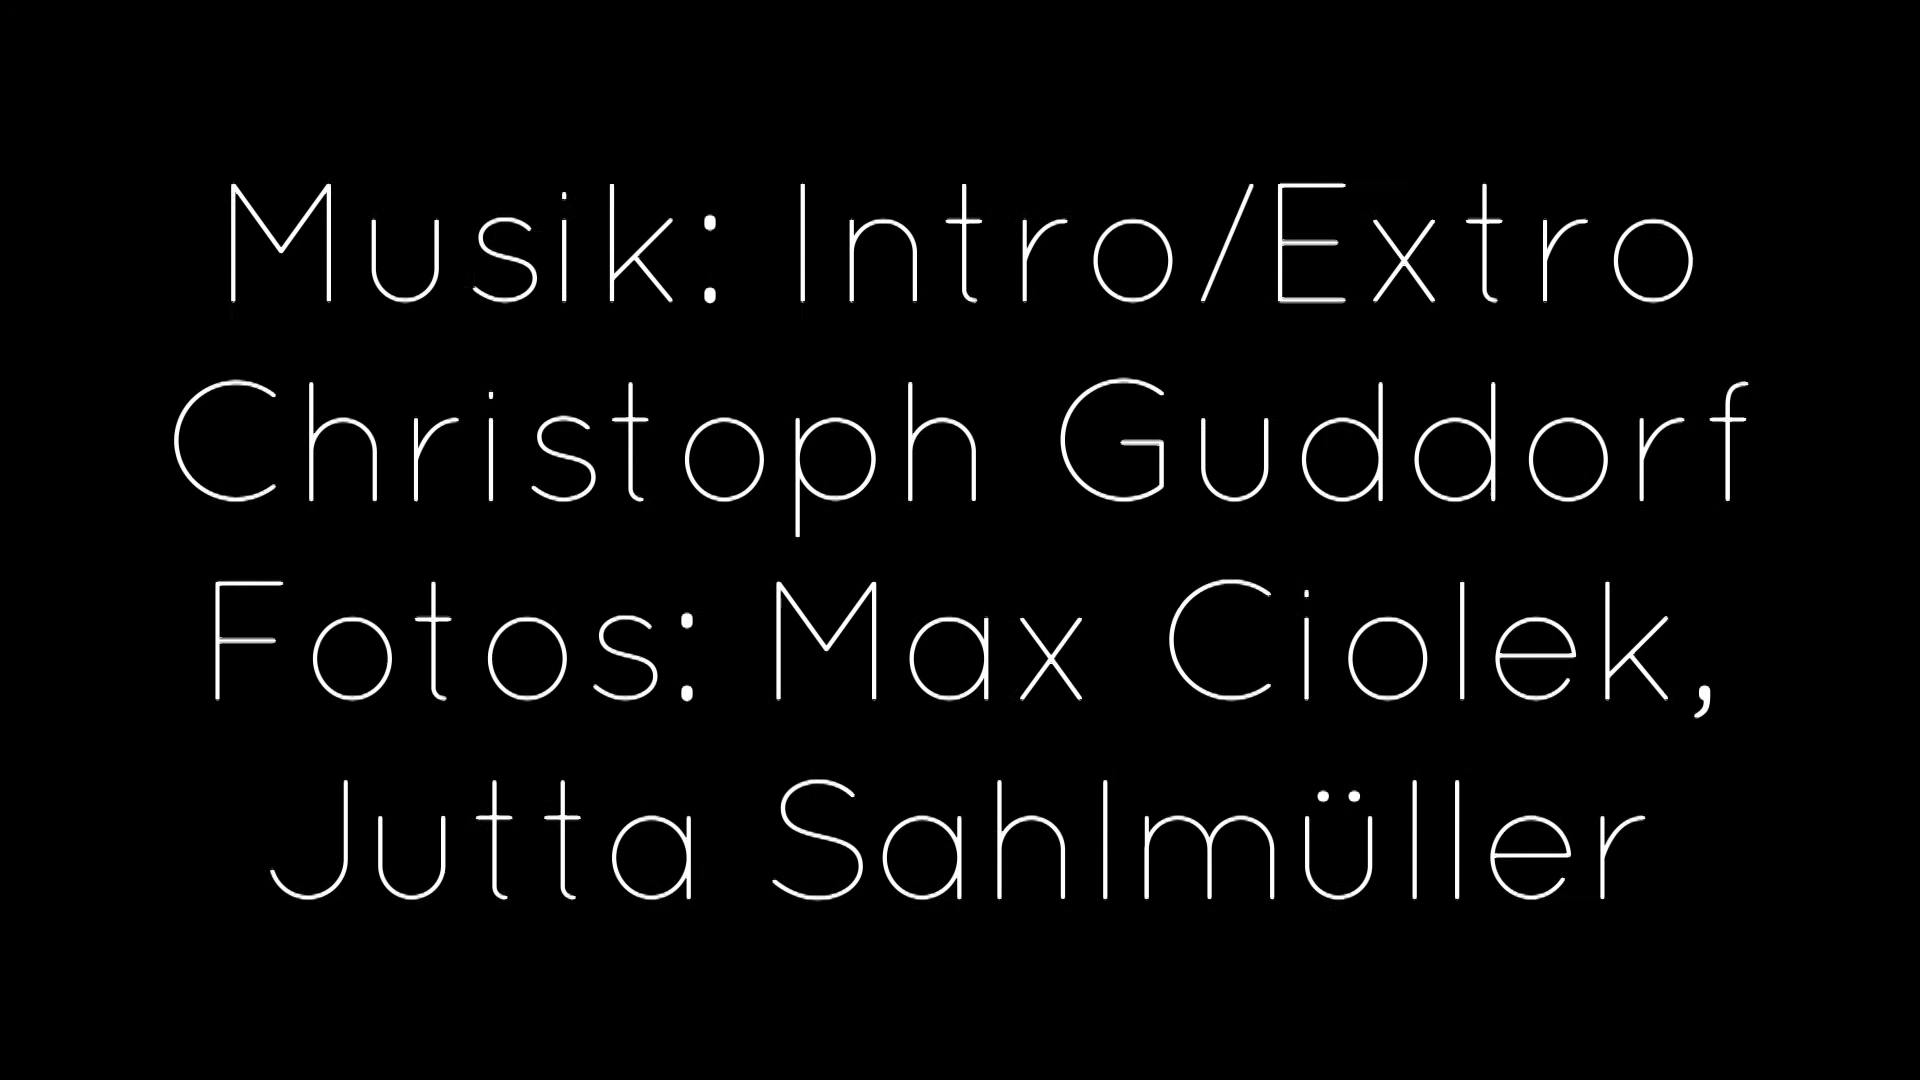 Musik: Intro/Extro
Christoph Guddorf
Fotos: Max Ciolek,
Jutta Sahlmüller